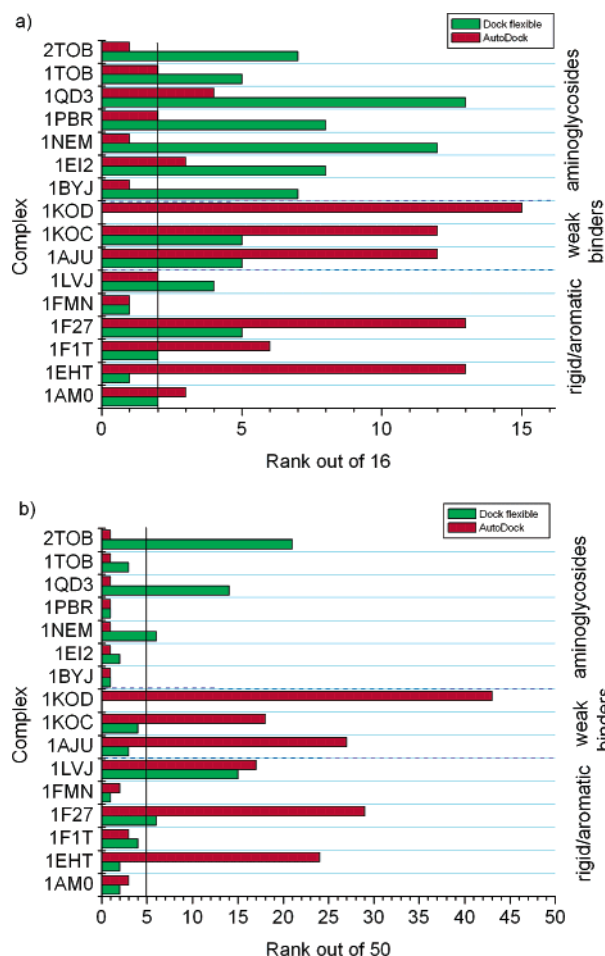 a)
Dock flexible
AutoDock
2TOB
1TOB
1QD3
1PBR
1NEM
1EI2
1BYJ
1KOD
1KOC
1AJU
1LVJ
1FMN
1F27
1F1T
1EHT
1AM0
Complex
aminoglycosides
weak
binders
rigid/aromatic
0 5 10 15
Rank out of 16
b)
Dock flexible
AutoDock
2TOB
1TOB
1QD3
1PBR
1NEM
1EI2
1BYJ
1KOD
1KOC
1AJU
1LVJ
1FMN
1F27
1F1T
1EHT
1AM0
Complex
aminoglycosides
weak
binders
rigid/aromatic
0 5 10 15 20 25 30 35 40 45 50
Rank out of 50